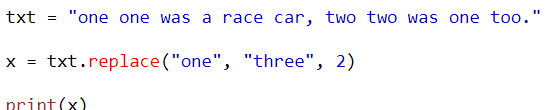 txt = "one one was a race car, two two was one too."
x = txt.replace("one", "three", 2)
print(x)